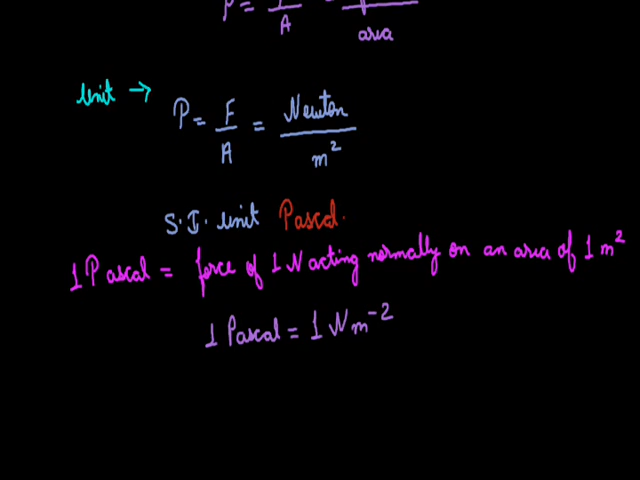 P = F/A =
area
Unit → P = F/A = Newton/m²
S.I. unit Pascal.
1 Pascal = force of 1 N acting normally on an area of 1 m²
1 Pascal = 1 N m⁻²